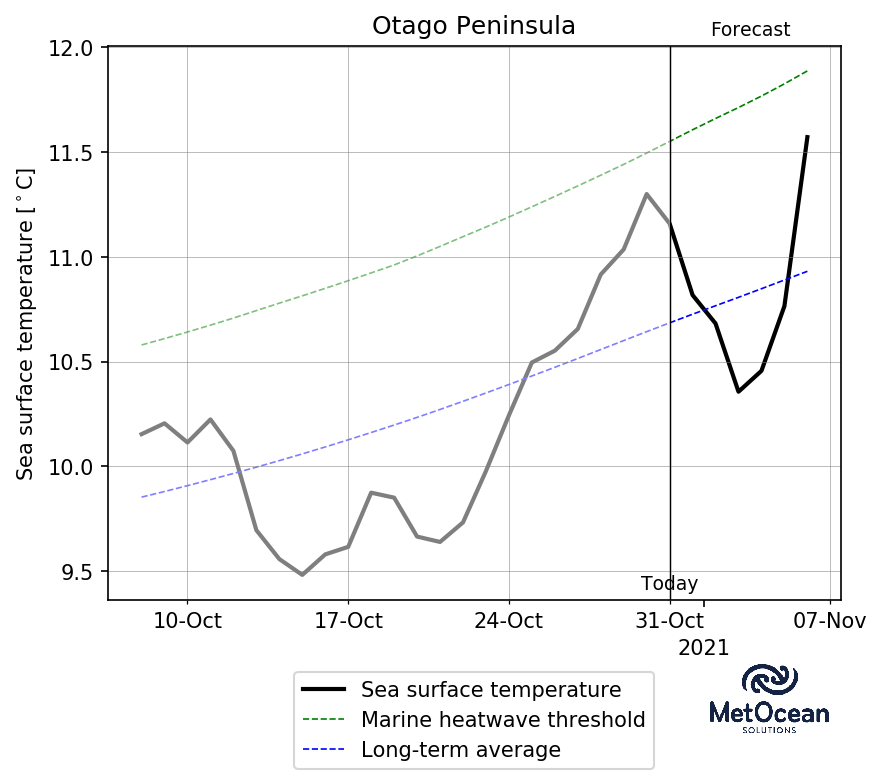 Otago Peninsula
Forecast
Sea surface temperature [°C]
12.0
11.5
11.0
10.5
10.0
9.5
Today
10-Oct 17-Oct 24-Oct 31-Oct 07-Nov
2021
Sea surface temperature
Marine heatwave threshold
Long-term average
MetOcean
SOLUTIONS